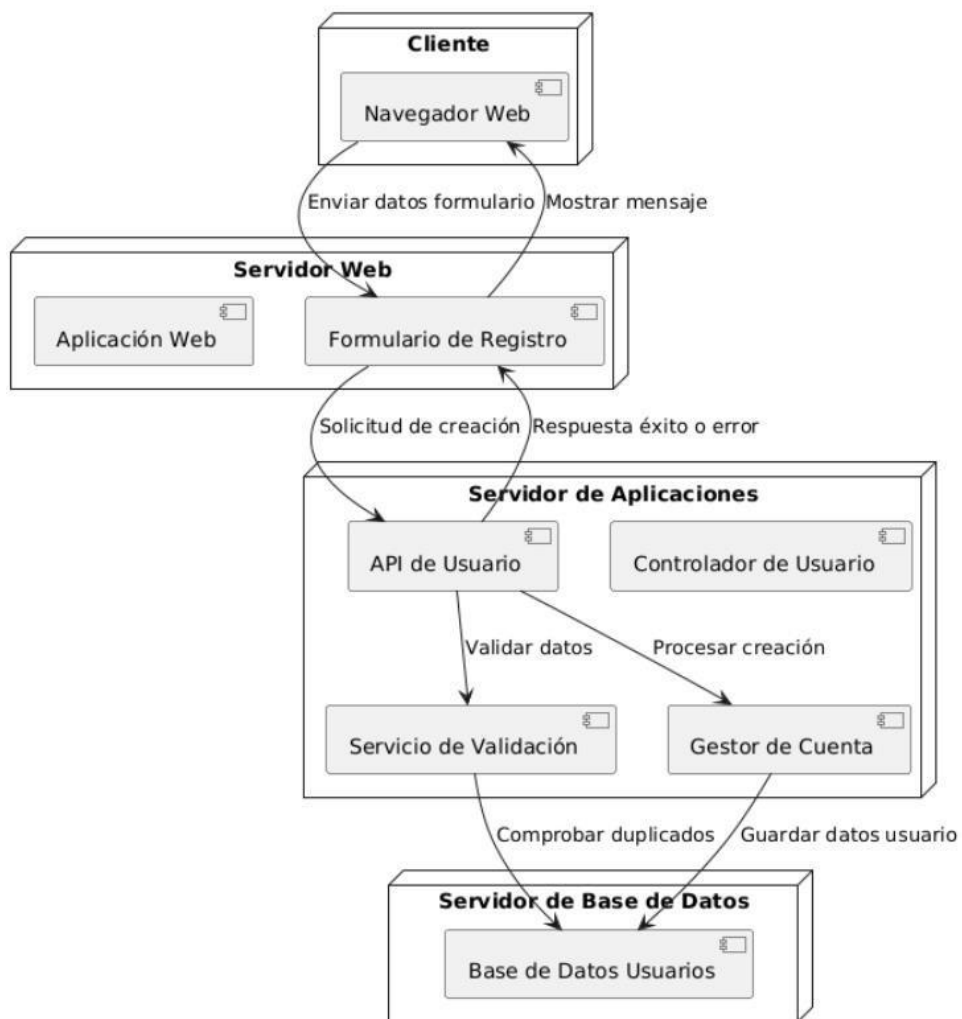 Cliente
Navegador Web
Enviar datos formulario
Mostrar mensaje
Servidor Web
Aplicación Web
Formulario de Registro
Solicitud de creación
Respuesta éxito o error
Servidor de Aplicaciones
API de Usuario
Controlador de Usuario
Validar datos
Procesar creación
Servicio de Validación
Gestor de Cuenta
Comprobar duplicados
Guardar datos usuario
Servidor de Base de Datos
Base de Datos Usuarios